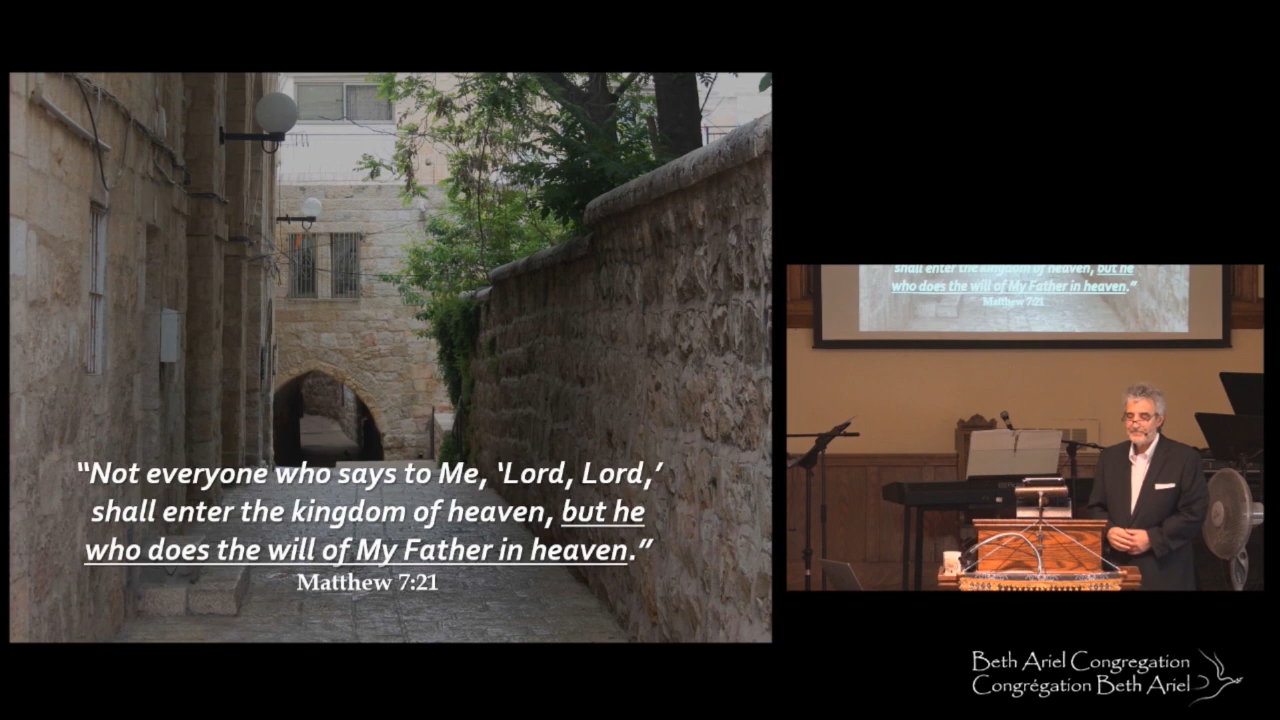 “Not everyone who says to Me, ‘Lord, Lord,’
shall enter the kingdom of heaven, but he
who does the will of My Father in heaven.”
Matthew 7:21
shall enter the kingdom of heaven, but he
who does the will of My Father in heaven.”
Matthew 7:21
Beth Ariel Congregation
Congrégation Beth Ariel